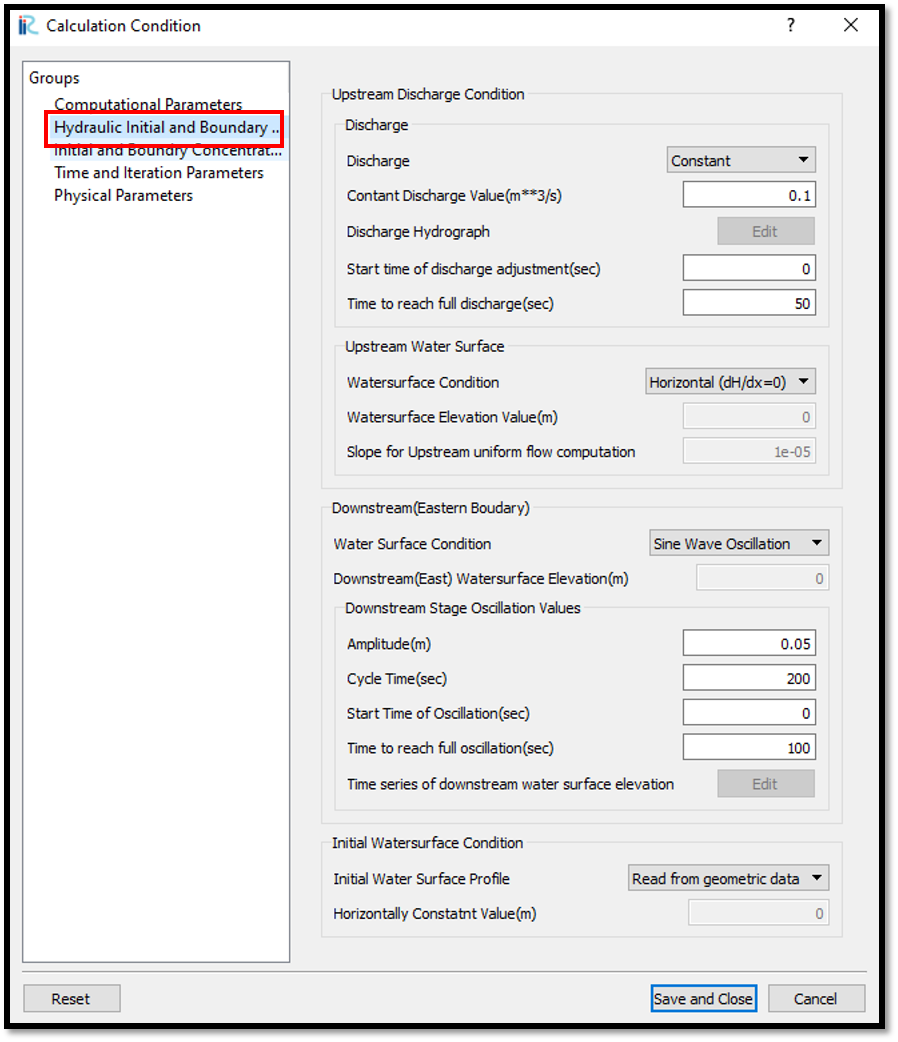 Calculation Condition
?
Groups
Computational Parameters
Hydraulic Initial and Boundary ...
Initial and Boundry Concentrat...
Time and Iteration Parameters
Physical Parameters
Upstream Discharge Condition
Discharge
Discharge Constant
Contant Discharge Value(m**3/s) 0.1
Discharge Hydrograph Edit
Start time of discharge adjustment(sec) 0
Time to reach full discharge(sec) 50
Upstream Water Surface
Watersurface Condition Horizontal (dH/dx=0)
Watersurface Elevation Value(m) 0
Slope for Upstream uniform flow computation 1e-05
Downstream(Eastern Boudary)
Water Surface Condition Sine Wave Oscillation
Downstream(East) Watersurface Elevation(m) 0
Downstream Stage Oscillation Values
Amplitude(m) 0.05
Cycle Time(sec) 200
Start Time of Oscillation(sec) 0
Time to reach full oscillation(sec) 100
Time series of downstream water surface elevation Edit
Initial Watersurface Condition
Initial Water Surface Profile Read from geometric data
Horizontally Constatnt Value(m) 0
Reset Save and Close Cancel